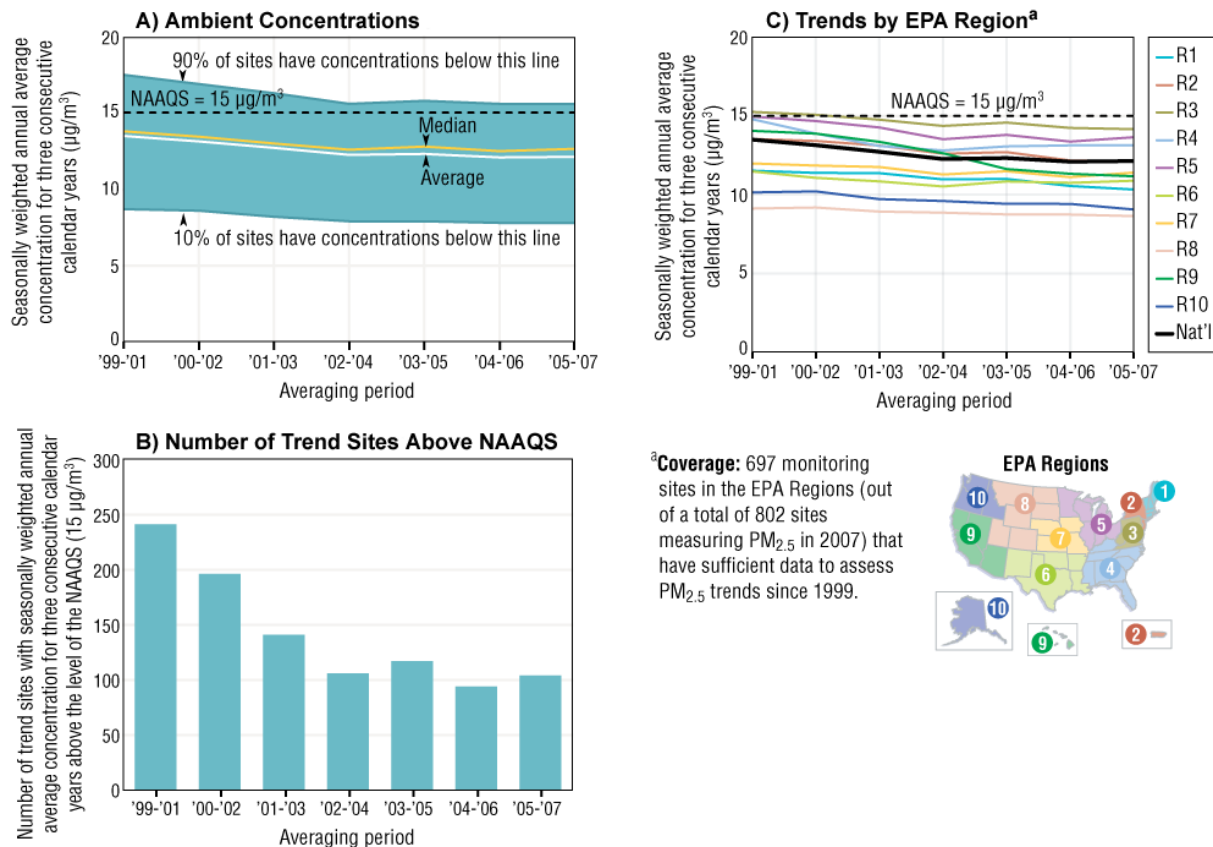 A) Ambient Concentrations
Seasonally weighted annual average
concentration for three consecutive
calendar years (µg/m³)
20
15
10
5
0
90% of sites have concentrations below this line
NAAQS = 15 µg/m³
Median
Average
10% of sites have concentrations below this line
'99-'01
'00-'02
'01-'03
'02-'04
'03-'05
'04-'06
'05-'07
Averaging period
C) Trends by EPA Regionᵃ
Seasonally weighted annual average
concentration for three consecutive
calendar years (µg/m³)
20
15
10
5
0
NAAQS = 15 µg/m³
'99-'01
'00-'02
'01-'03
'02-'04
'03-'05
'04-'06
'05-'07
Averaging period
R1
R2
R3
R4
R5
R6
R7
R8
R9
R10
Nat'l
B) Number of Trend Sites Above NAAQS
Number of trend sites with seasonally weighted annual
average concentration for three consecutive calendar
years above the level of the NAAQS (15 µg/m³)
300
250
200
150
100
50
0
'99-'01
'00-'02
'01-'03
'02-'04
'03-'05
'04-'06
'05-'07
Averaging period
ᵃCoverage: 697 monitoring
sites in the EPA Regions (out
of a total of 802 sites
measuring PM₂.₅ in 2007) that
have sufficient data to assess
PM₂.₅ trends since 1999.
EPA Regions
10
8
2
1
5
3
9
7
4
6
10
9
2